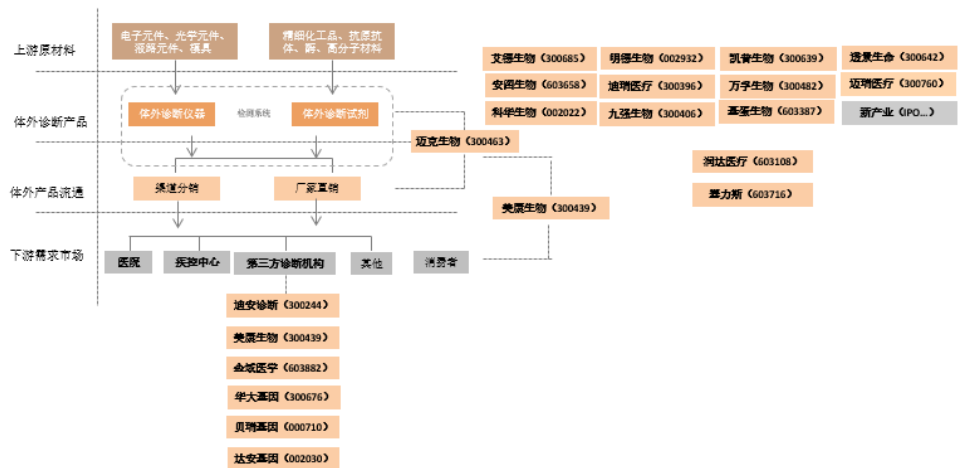 上游原材料
电子元件、光学元件、
液路元件、模具
精细化工品、抗原抗
体、酶、高分子材料
艾德生物（300685）
明德生物（002932）
凯普生物（300639）
透景生命（300642）
安图生物（603658）
迪瑞医疗（300396）
万孚生物（300482）
迈瑞医疗（300760）
科华生物（002022）
九强生物（300406）
基蛋生物（603387）
新产业（IPO...）
体外诊断产品
体外诊断仪器
检测系统
体外诊断试剂
迈克生物（300463）
体外产品流通
渠道分销
厂家直销
润达医疗（603108）
塞力斯（603716）
美康生物（300439）
下游需求市场
医院
疾控中心
第三方诊断机构
其他
消费者
迪安诊断（300244）
美康生物（300439）
金域医学（603882）
华大基因（300676）
贝瑞基因（000710）
达安基因（002030）